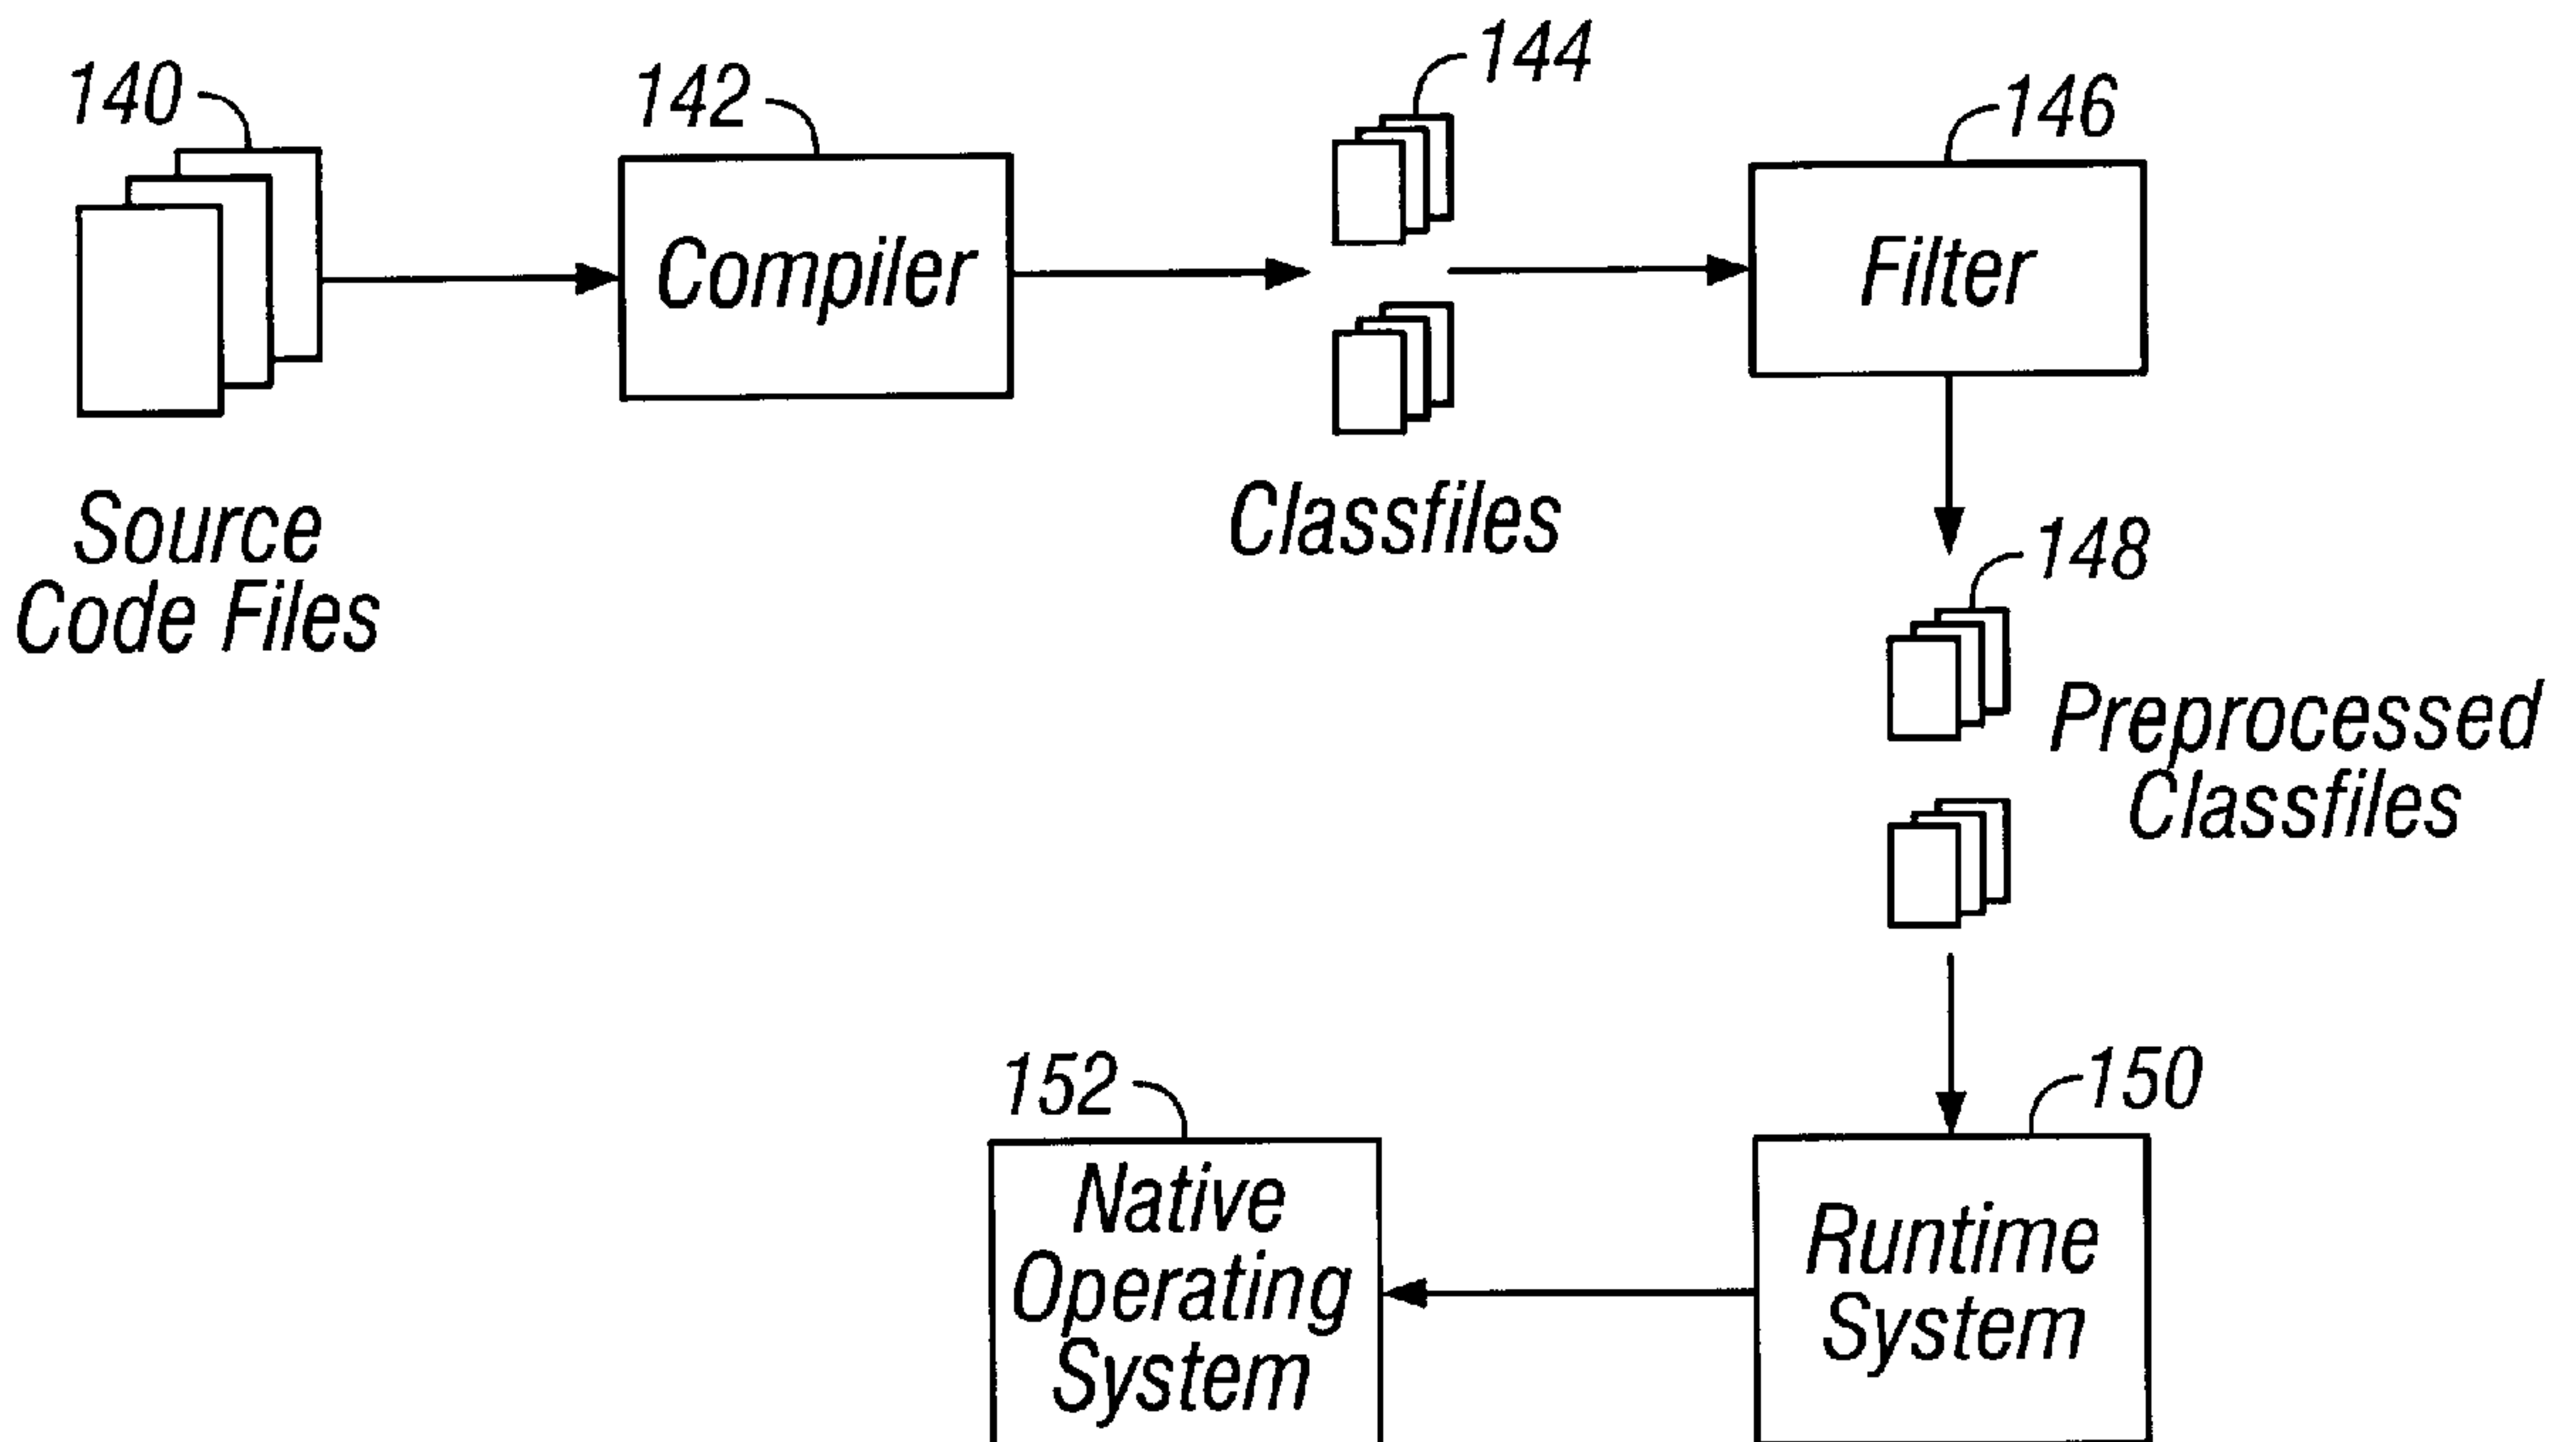 140
142
144
146
Compiler
Filter
Source
Code Files
Classfiles
148
Preprocessed
Classfiles
152
150
Native
Operating
System
Runtime
System